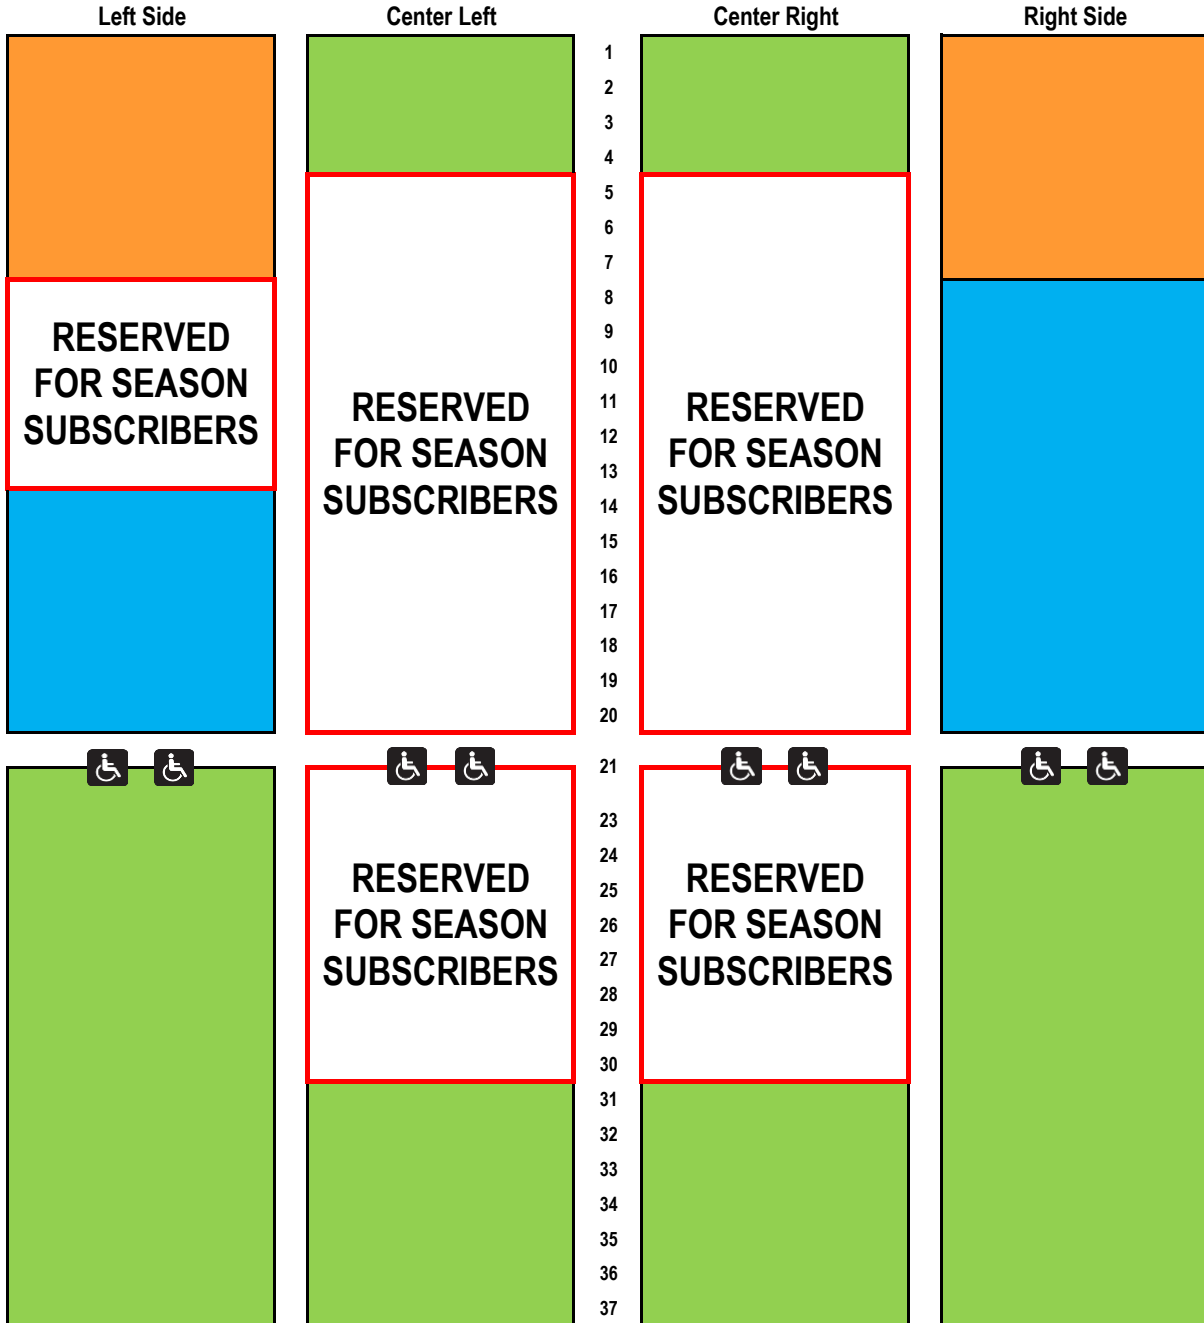 Left Side
Center Left
Center Right
Right Side
1
2
3
4
5
6
7
8
9
10
11
12
13
14
15
16
17
18
19
20
RESERVED
FOR SEASON
SUBSCRIBERS
RESERVED
FOR SEASON
SUBSCRIBERS
RESERVED
FOR SEASON
SUBSCRIBERS
21
23
24
25
26
27
28
29
30
31
32
33
34
35
36
37
RESERVED
FOR SEASON
SUBSCRIBERS
RESERVED
FOR SEASON
SUBSCRIBERS